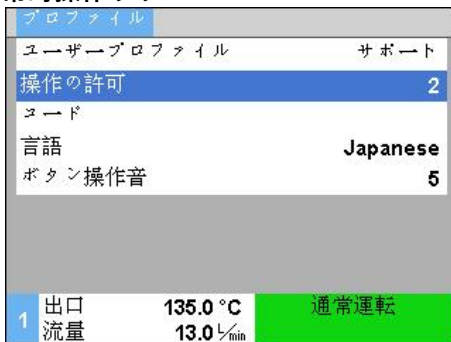 プロファイル
ユーザープロファイル サポート
操作の許可 2
コード
言語 Japanese
ボタン操作音 5
1 出口 135.0 °C 通常運転
流量 13.0 L/min